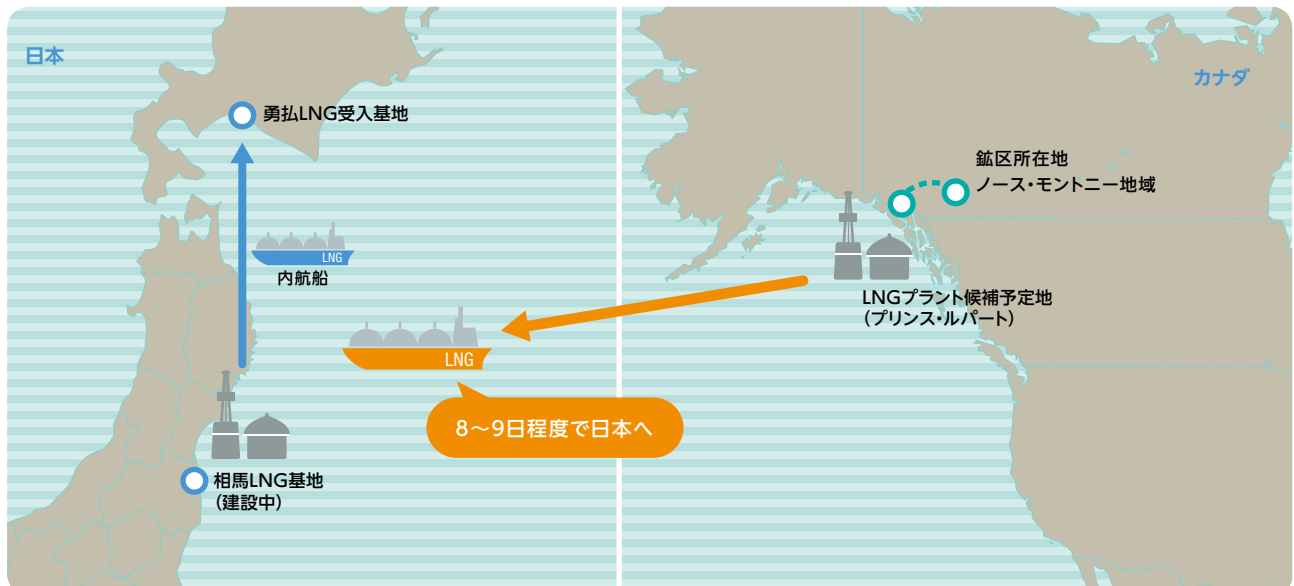 日本
勇払LNG受入基地
LNG
内航船
LNG
8〜9日程度で日本へ
相馬LNG基地
(建設中)
カナダ
鉱区所在地
ノース・モントニー地域
LNGプラント候補予定地
(プリンス・ルパート)